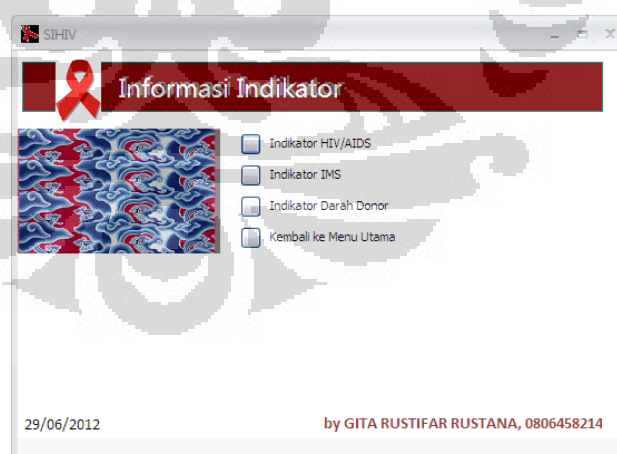 SIHIV
Informasi Indikator
Indikator HIV/AIDS
Indikator IMS
Indikator Darah Donor
Kembali ke Menu Utama
29/06/2012
by GITA RUSTIFAR RUSTANA, 0806458214